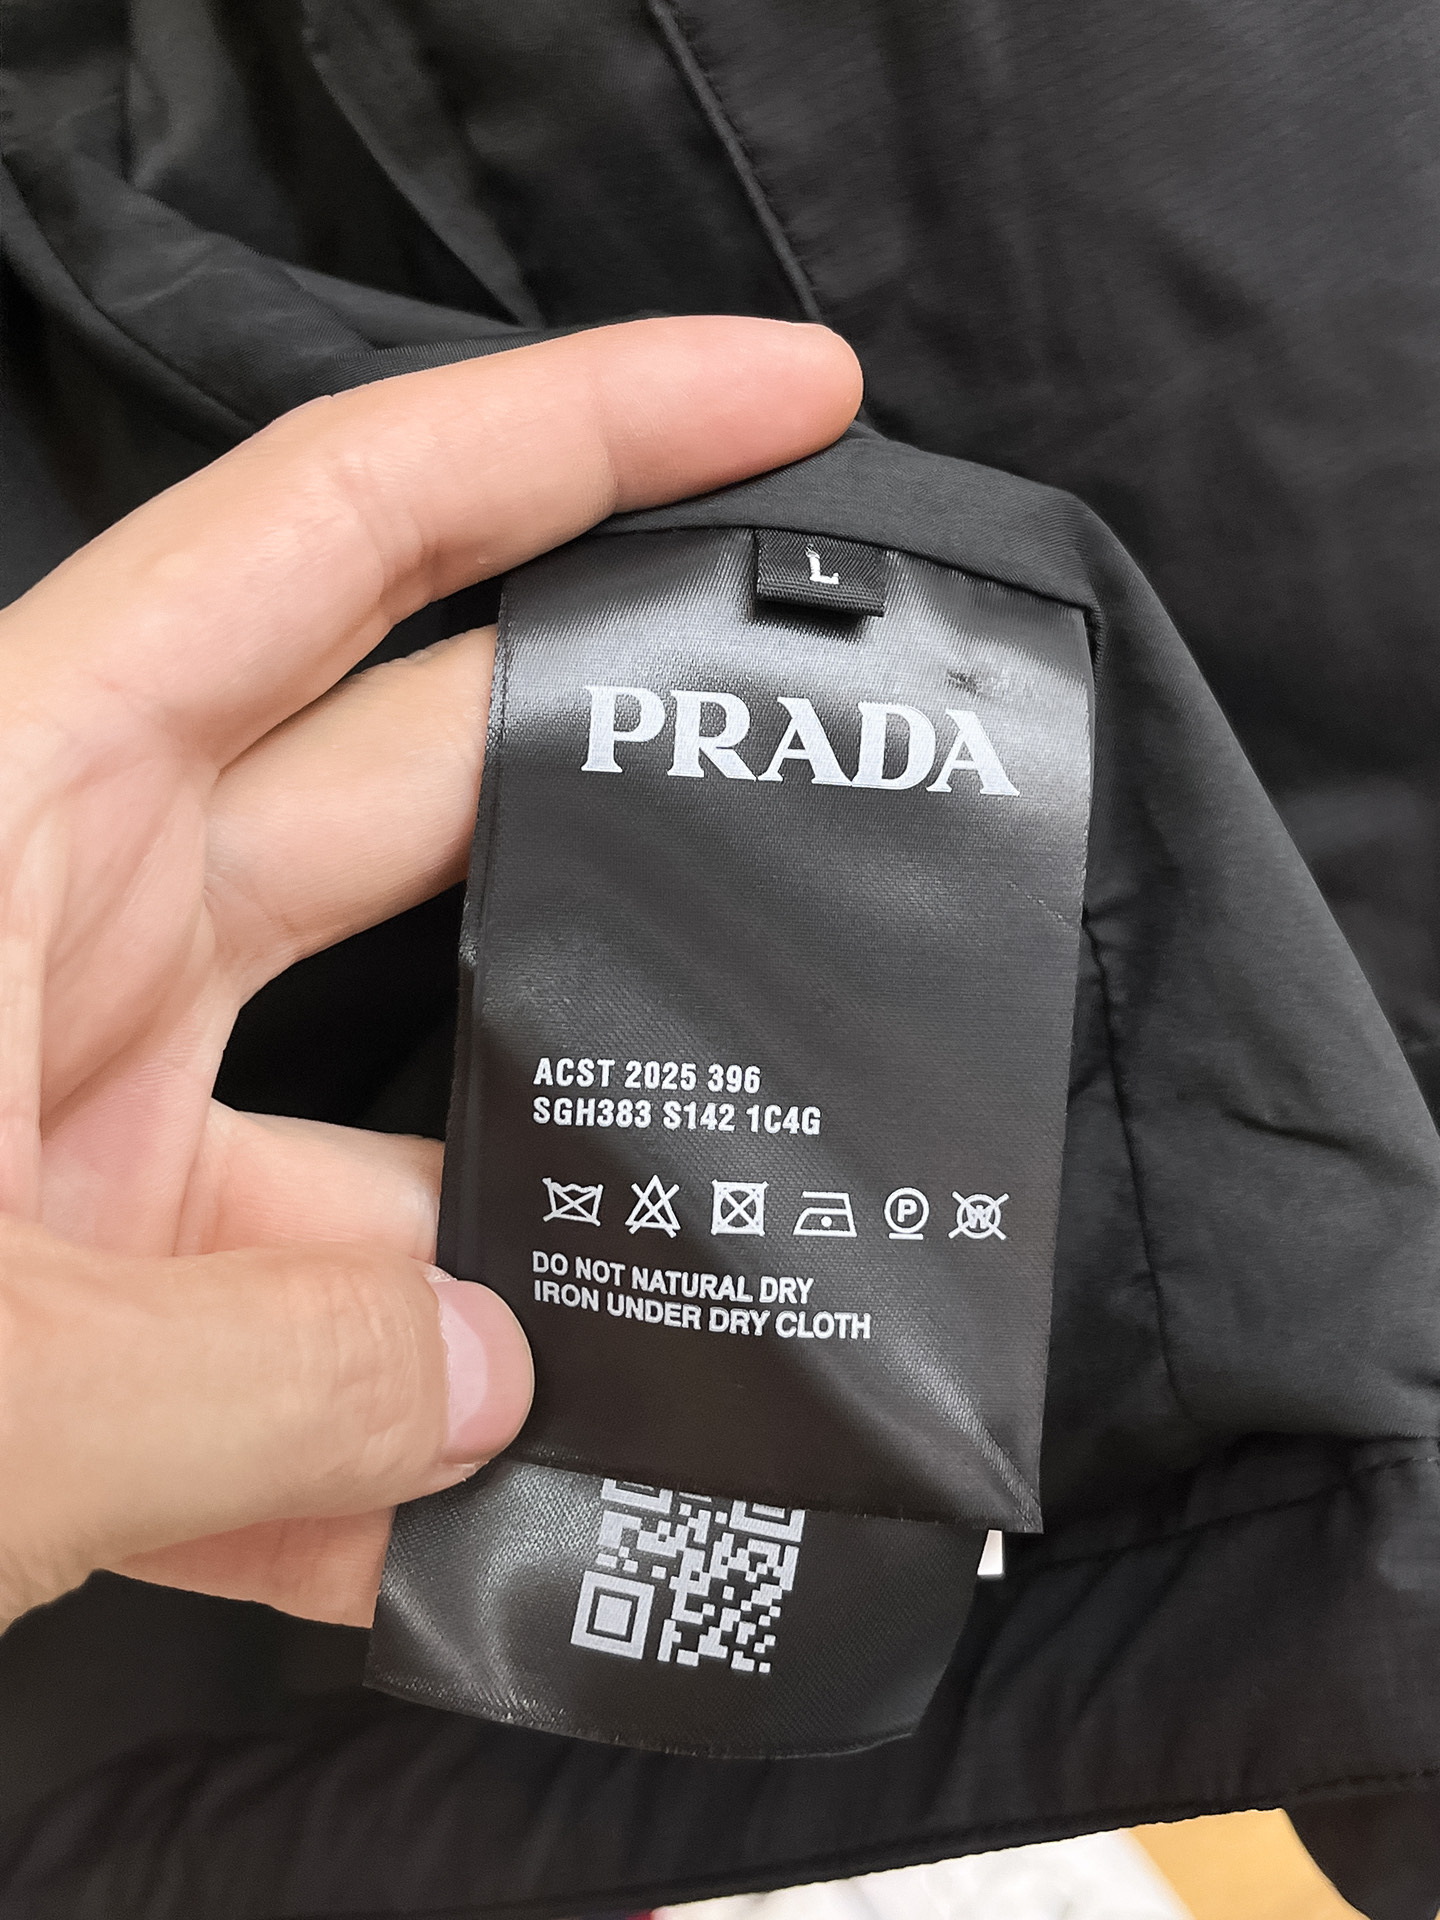 L
PRADA
ACST 2025 396
SGH383 S142 1C4G
P
W
DO NOT NATURAL DRY
IRON UNDER DRY CLOTH